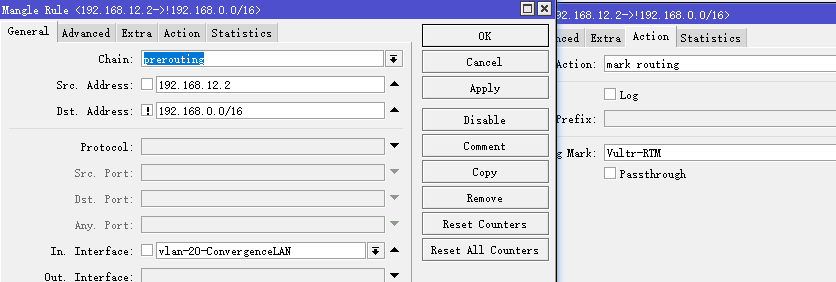 Mangle Rule <192.168.12.2->!192.168.0.0/16>
General Advanced Extra Action Statistics
Chain: prerouting
Src. Address: 192.168.12.2
Dst. Address: ! 192.168.0.0/16
Protocol:
Src. Port:
Dst. Port:
Any. Port:
In. Interface: vlan-20-ConvergenceLAN
Out. Interface:
OK
Cancel
Apply
Disable
Comment
Copy
Remove
Reset Counters
Reset All Counters
92.168.12.2->!192.168.0.0/16>
nced Extra Action Statistics
Action: mark routing
Log
Prefix:
g Mark: Vultr-RTM
Passthrough